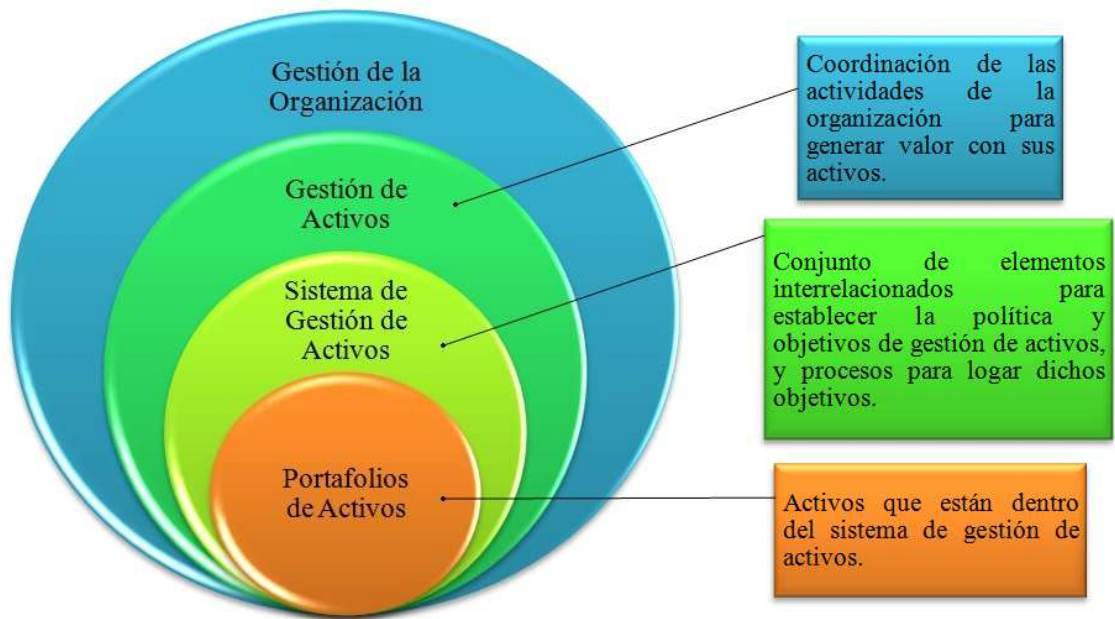 Gestión de la
Organización
Gestión de
Activos
Sistema de
Gestión de
Activos
Portafolios
de Activos
Coordinación de las
actividades de la
organización para
generar valor con sus
activos.
Conjunto de elementos
interrelacionados para
establecer la política y
objetivos de gestión de activos,
y procesos para logar dichos
objetivos.
Activos que están dentro
del sistema de gestión de
activos.